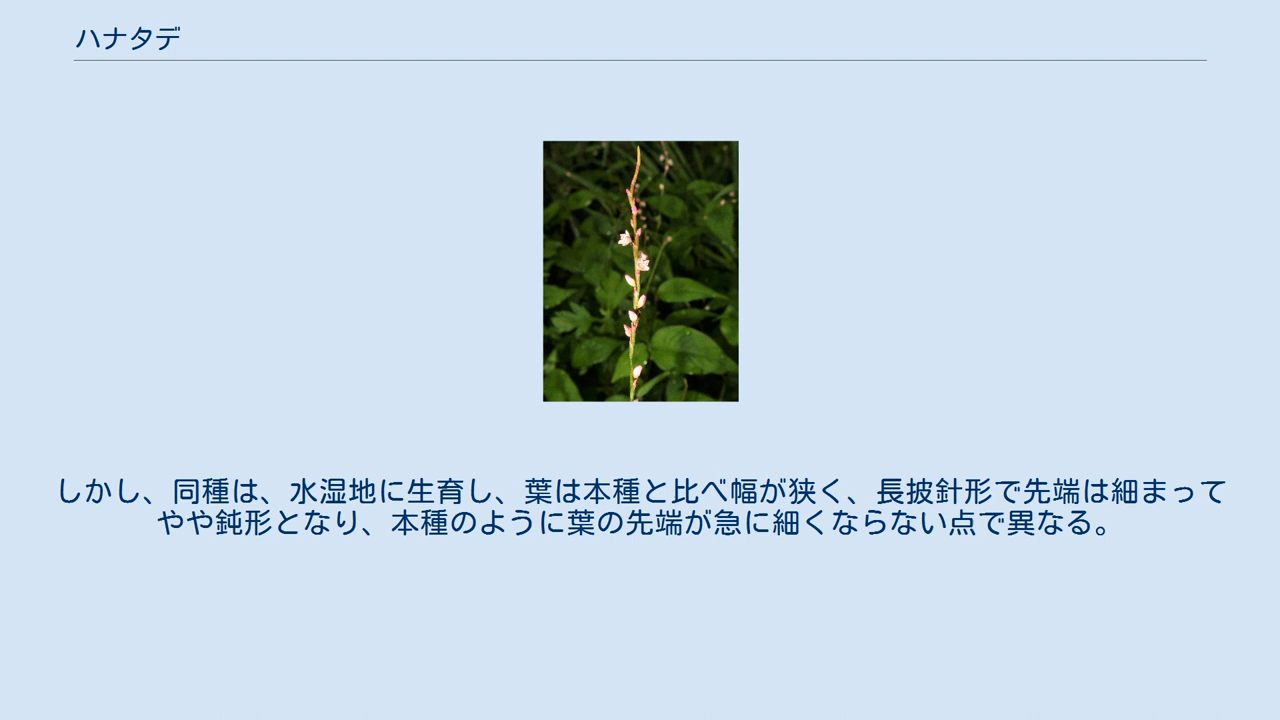 ハナタデ
しかし、同種は、水湿地に生育し、葉は本種と比べ幅が狭く、長披針形で先端は細まって
やや鈍形となり、本種のように葉の先端が急に細くならない点で異なる。